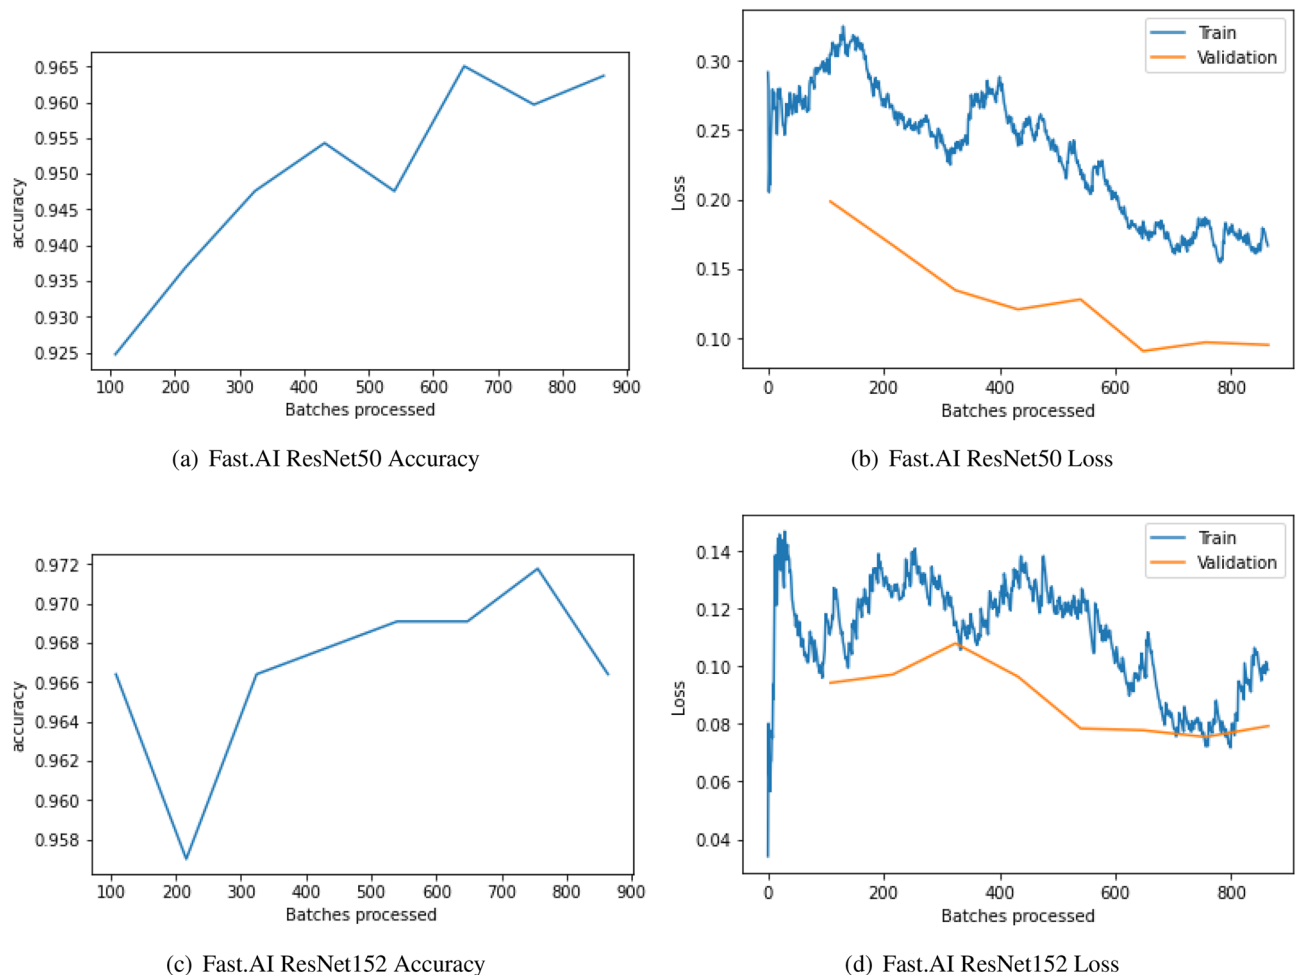 0.965
0.960
0.955
0.950
0.945
0.940
0.935
0.930
0.925
accuracy
100 200 300 400 500 600 700 800 900
Batches processed
(a) Fast.AI ResNet50 Accuracy
Train
Validation
0.30
0.25
0.20
0.15
0.10
Loss
0 200 400 600 800
Batches processed
(b) Fast.AI ResNet50 Loss
0.972
0.970
0.968
0.966
0.964
0.962
0.960
0.958
accuracy
100 200 300 400 500 600 700 800 900
Batches processed
(c) Fast.AI ResNet152 Accuracy
Train
Validation
0.14
0.12
0.10
0.08
0.06
0.04
Loss
0 200 400 600 800
Batches processed
(d) Fast.AI ResNet152 Loss